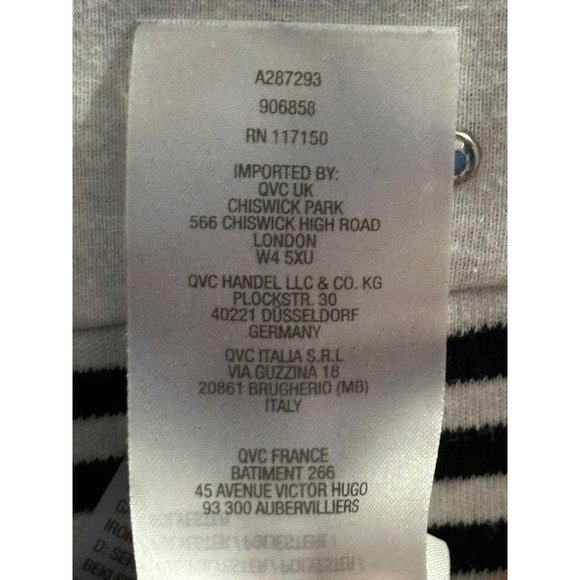 A287293
906858
RN 117150
IMPORTED BY:
QVC UK
CHISWICK PARK
566 CHISWICK HIGH ROAD
LONDON
W4 5XU
QVC HANDEL LLC & CO. KG
PLOCKSTR. 30
40221 DÜSSELDORF
GERMANY
QVC ITALIA S.R.L
VIA GUZZINA 18
20861 BRUGHERIO (MB)
ITALY
QVC FRANCE
BATIMENT 266
45 AVENUE VICTOR HUGO
93 300 AUBERVILLIERS